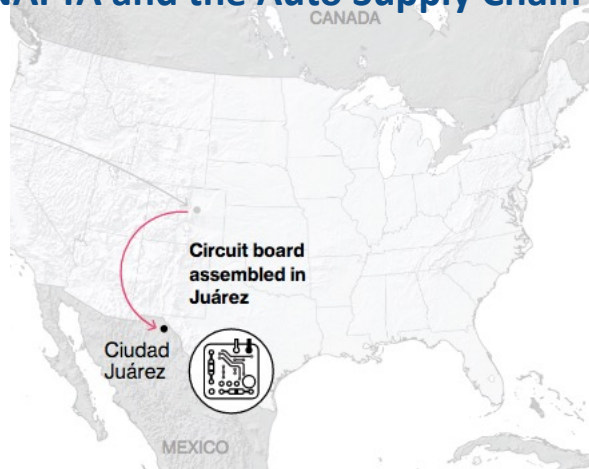 NAFTA and the Auto Supply Chain
CANADA
Circuit board
assembled in
Juárez
Ciudad
Juárez
MEXICO